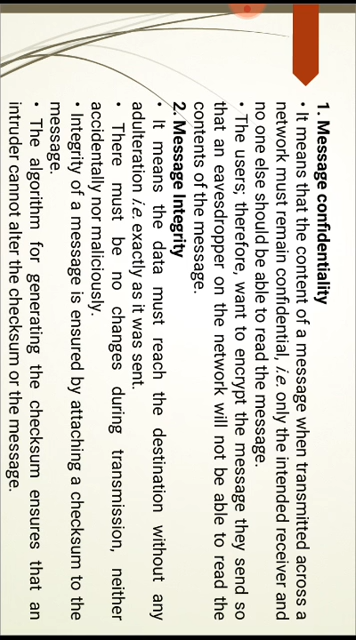 1. Message confidentiality
• It means that the content of a message when transmitted across a
network must remain confidential, i.e. only the intended receiver and
no one else should be able to read the message.
• The users; therefore, want to encrypt the message they send so
that an eavesdropper on the network will not be able to read the
contents of the message.
2. Message Integrity
• It means the data must reach the destination without any
adulteration i.e. exactly as it was sent.
• There must be no changes during transmission, neither
accidentally nor maliciously.
• Integrity of a message is ensured by attaching a checksum to the
message.
• The algorithm for generating the checksum ensures that an
intruder cannot alter the checksum or the message.